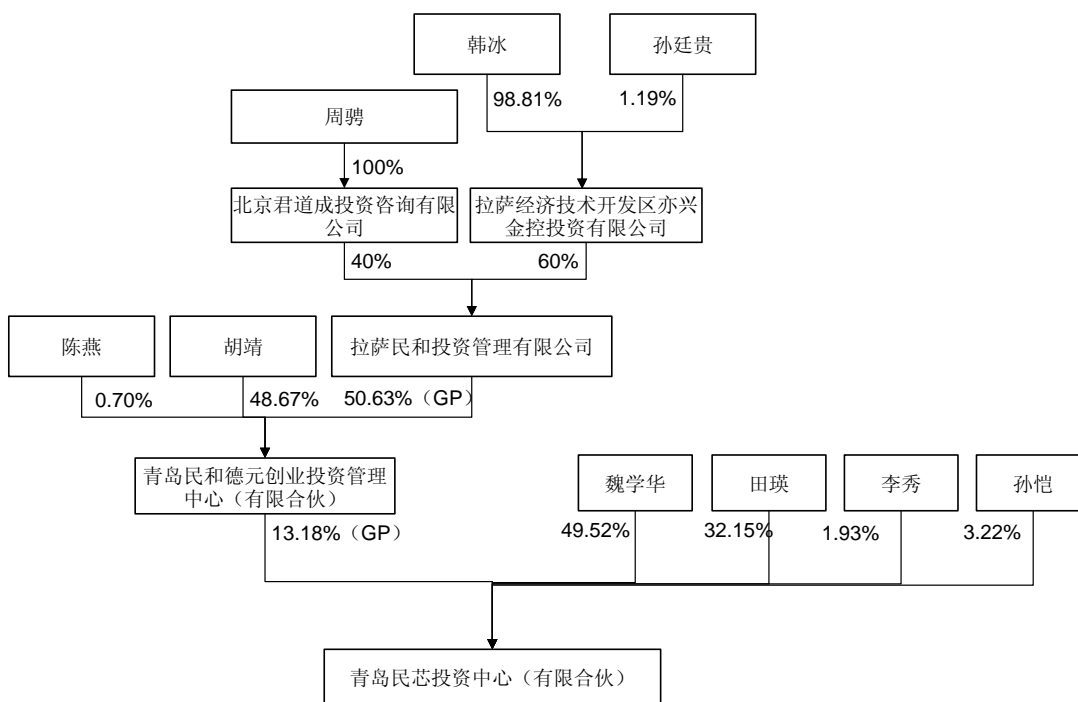 韩冰
孙廷贵
98.81%
1.19%
周骋
100%
北京君道成投资咨询有限
公司
拉萨经济技术开发区亦兴
金控投资有限公司
40%
60%
陈燕
胡靖
拉萨民和投资管理有限公司
0.70%
48.67%
50.63%（GP）
青岛民和德元创业投资管理
中心（有限合伙）
魏学华
田瑛
李秀
孙恺
13.18%（GP）
49.52%
32.15%
1.93%
3.22%
青岛民芯投资中心（有限合伙）